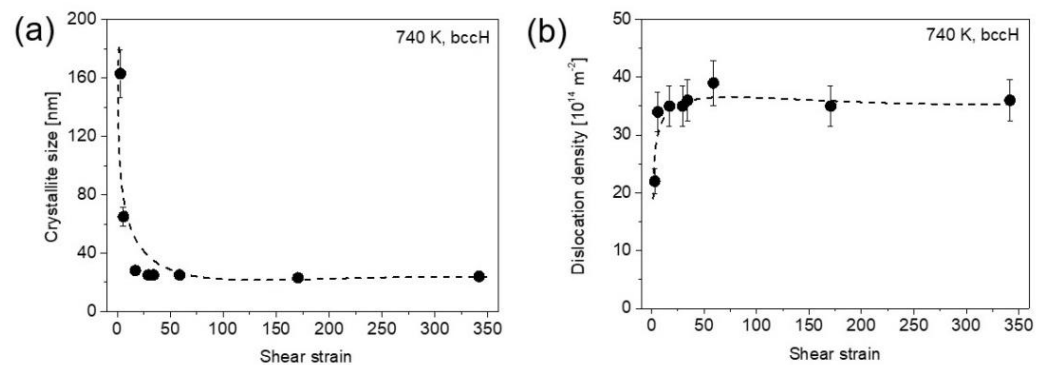 (a)
740 K, bccH
Crystallite size [nm]
200
160
120
80
40
0
0 50 100 150 200 250 300 350
Shear strain
(b)
740 K, bccH
Dislocation density [10¹⁴ m⁻²]
50
40
30
20
10
0
0 50 100 150 200 250 300 350
Shear strain